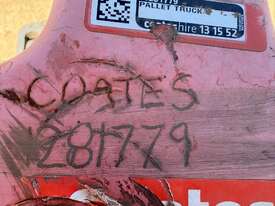 PALLET TRUCK
coateshire 13 15 52
COATES
281779